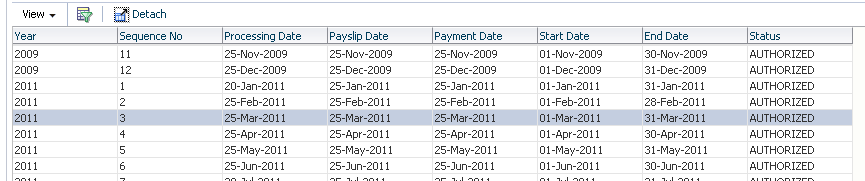 View Detach
Year Sequence No Processing Date Payslip Date Payment Date Start Date End Date Status
2009 11 25-Nov-2009 25-Nov-2009 25-Nov-2009 01-Nov-2009 30-Nov-2009 AUTHORIZED
2009 12 25-Dec-2009 25-Dec-2009 25-Dec-2009 01-Dec-2009 31-Dec-2009 AUTHORIZED
2011 1 20-Jan-2011 25-Jan-2011 25-Jan-2011 01-Jan-2011 31-Jan-2011 AUTHORIZED
2011 2 25-Feb-2011 25-Feb-2011 25-Feb-2011 01-Feb-2011 28-Feb-2011 AUTHORIZED
2011 3 25-Mar-2011 25-Mar-2011 25-Mar-2011 01-Mar-2011 31-Mar-2011 AUTHORIZED
2011 4 25-Apr-2011 25-Apr-2011 25-Apr-2011 01-Apr-2011 30-Apr-2011 AUTHORIZED
2011 5 25-May-2011 25-May-2011 25-May-2011 01-May-2011 31-May-2011 AUTHORIZED
2011 6 25-Jun-2011 25-Jun-2011 25-Jun-2011 01-Jun-2011 30-Jun-2011 AUTHORIZED